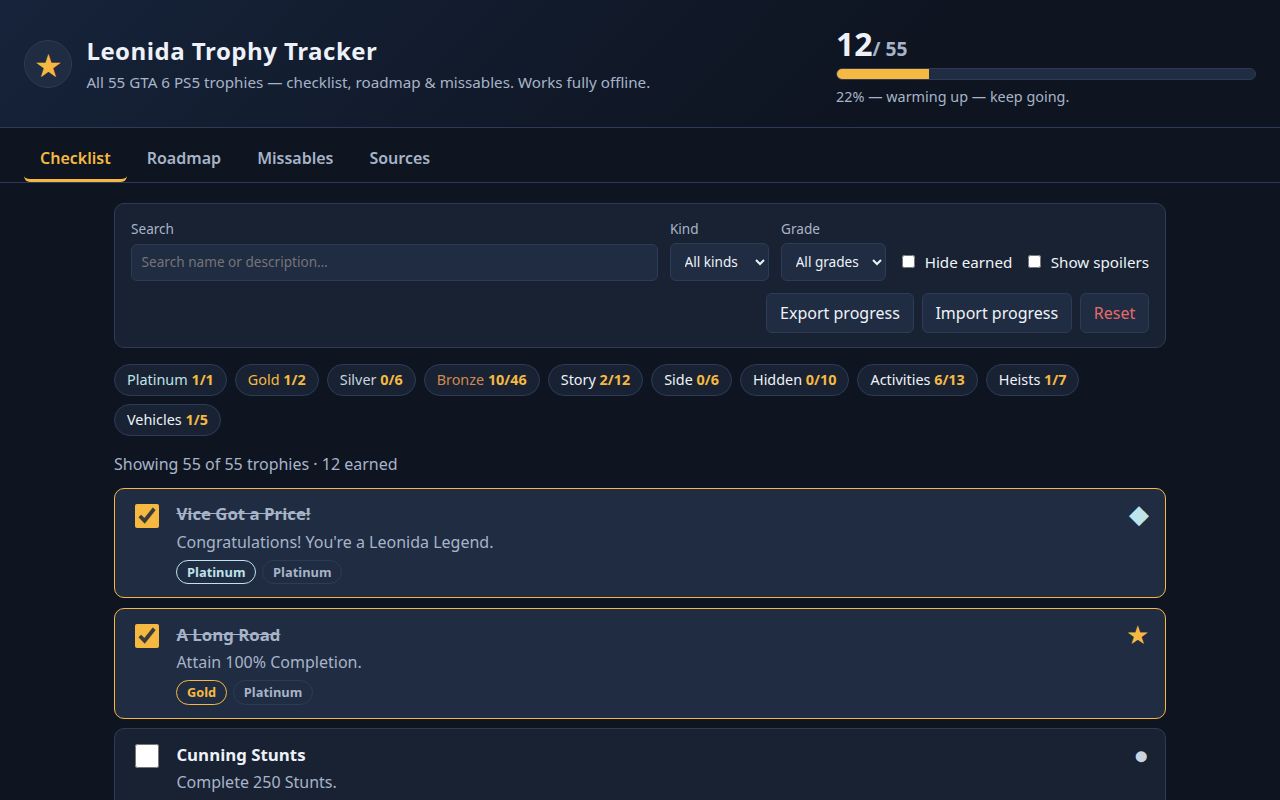 Leonida Trophy Tracker
All 55 GTA 6 PS5 trophies — checklist, roadmap & missables. Works fully offline.
12/ 55
22% — warming up — keep going.
Checklist Roadmap Missables Sources
Search Kind Grade
Search name or description... All kinds All grades Hide earned Show spoilers
Export progress Import progress Reset
Platinum 1/1 Gold 1/2 Silver 0/6 Bronze 10/46 Story 2/12 Side 0/6 Hidden 0/10 Activities 6/13 Heists 1/7
Vehicles 1/5
Showing 55 of 55 trophies · 12 earned
Vice Got a Price!
Congratulations! You're a Leonida Legend.
Platinum Platinum
A Long Road
Attain 100% Completion.
Gold Platinum
Cunning Stunts
Complete 250 Stunts.